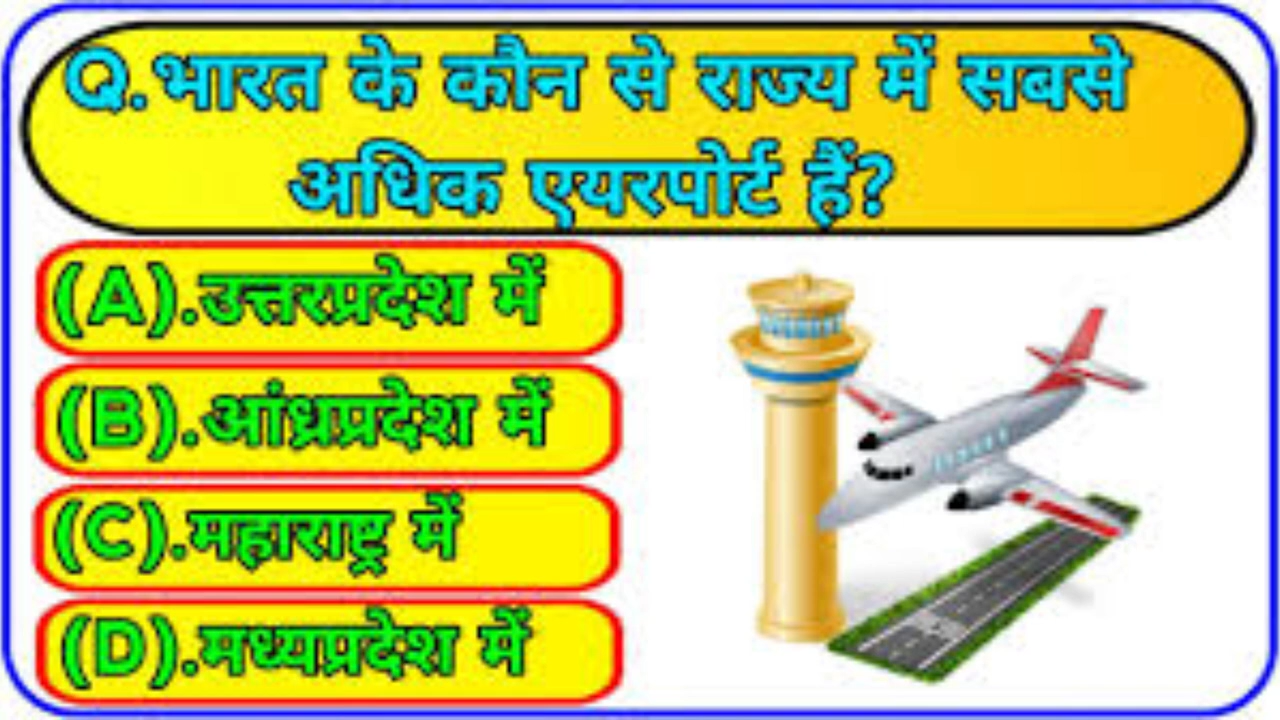 Q.भारत के कौन से राज्य में सबसे
अधिक एयरपोर्ट हैं?
(A).उत्तरप्रदेश में
(B).आंध्रप्रदेश में
(C).महाराष्ट्र में
(D).मध्यप्रदेश में